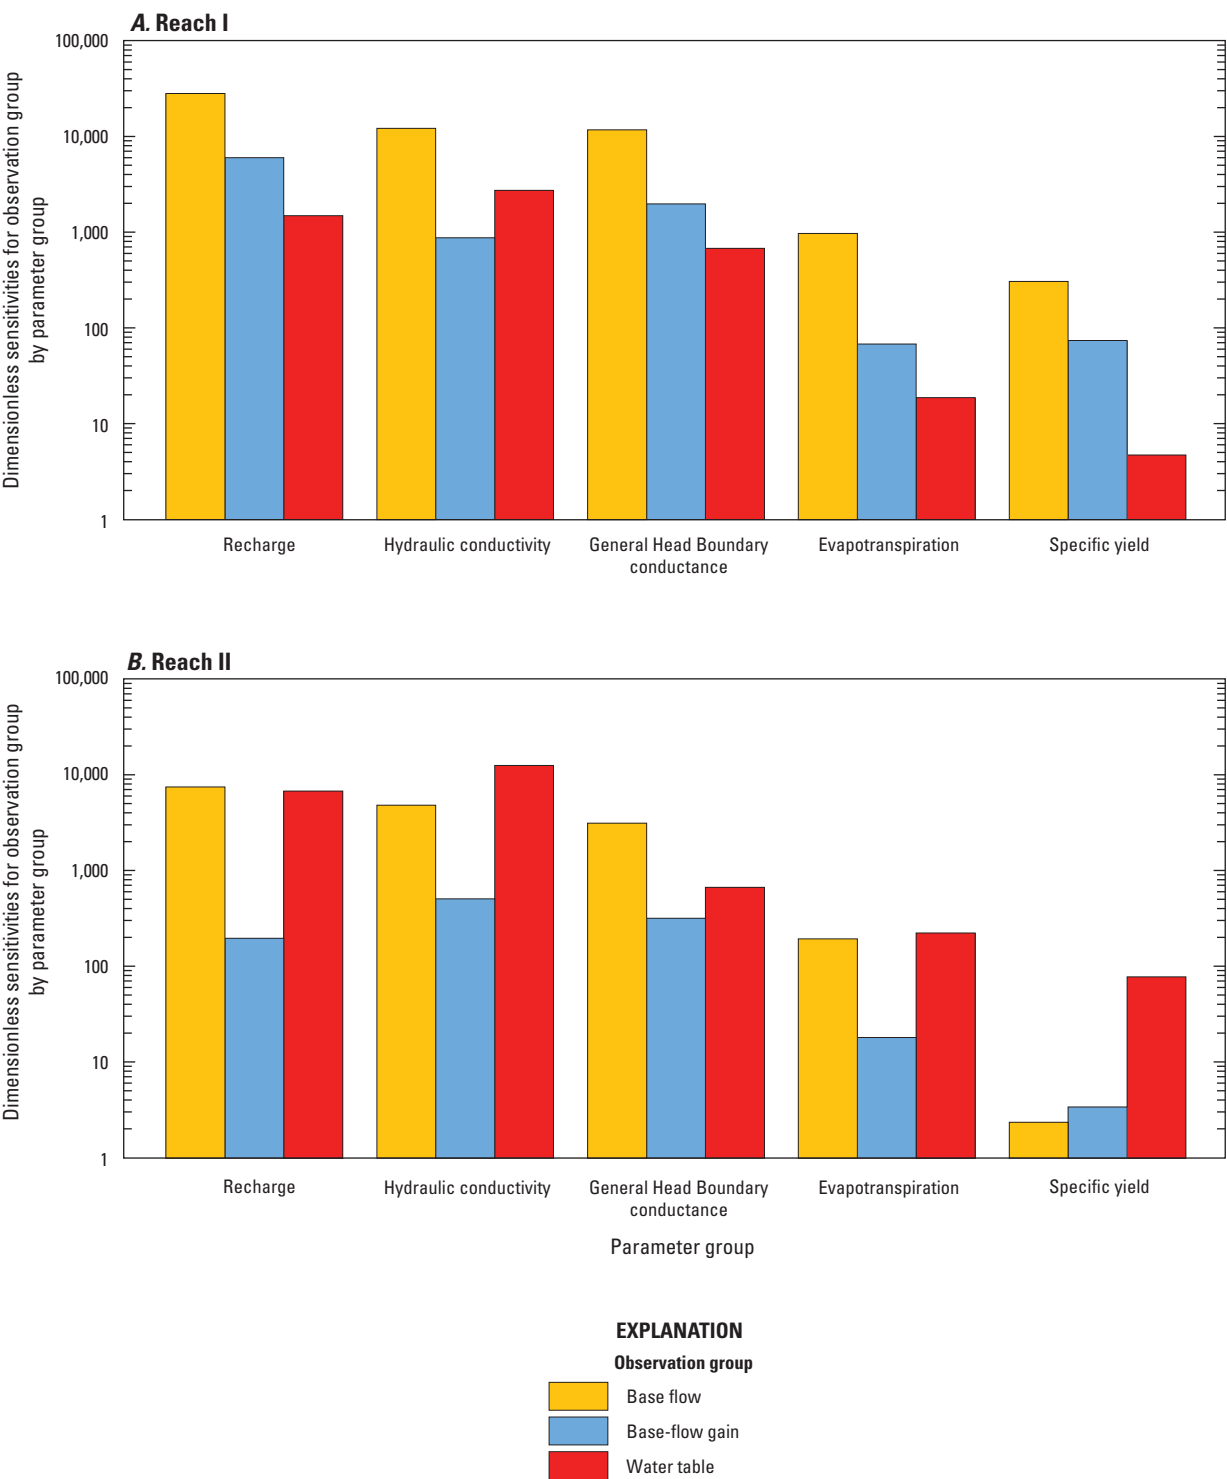 A. Reach I
Dimensionless sensitivities for observation group
by parameter group
100,000
10,000
1,000
100
10
1
Recharge
Hydraulic conductivity
General Head Boundary
conductance
Evapotranspiration
Specific yield
B. Reach II
Dimensionless sensitivities for observation group
by parameter group
100,000
10,000
1,000
100
10
1
Recharge
Hydraulic conductivity
General Head Boundary
conductance
Evapotranspiration
Specific yield
Parameter group
EXPLANATION
Observation group
Base flow
Base-flow gain
Water table